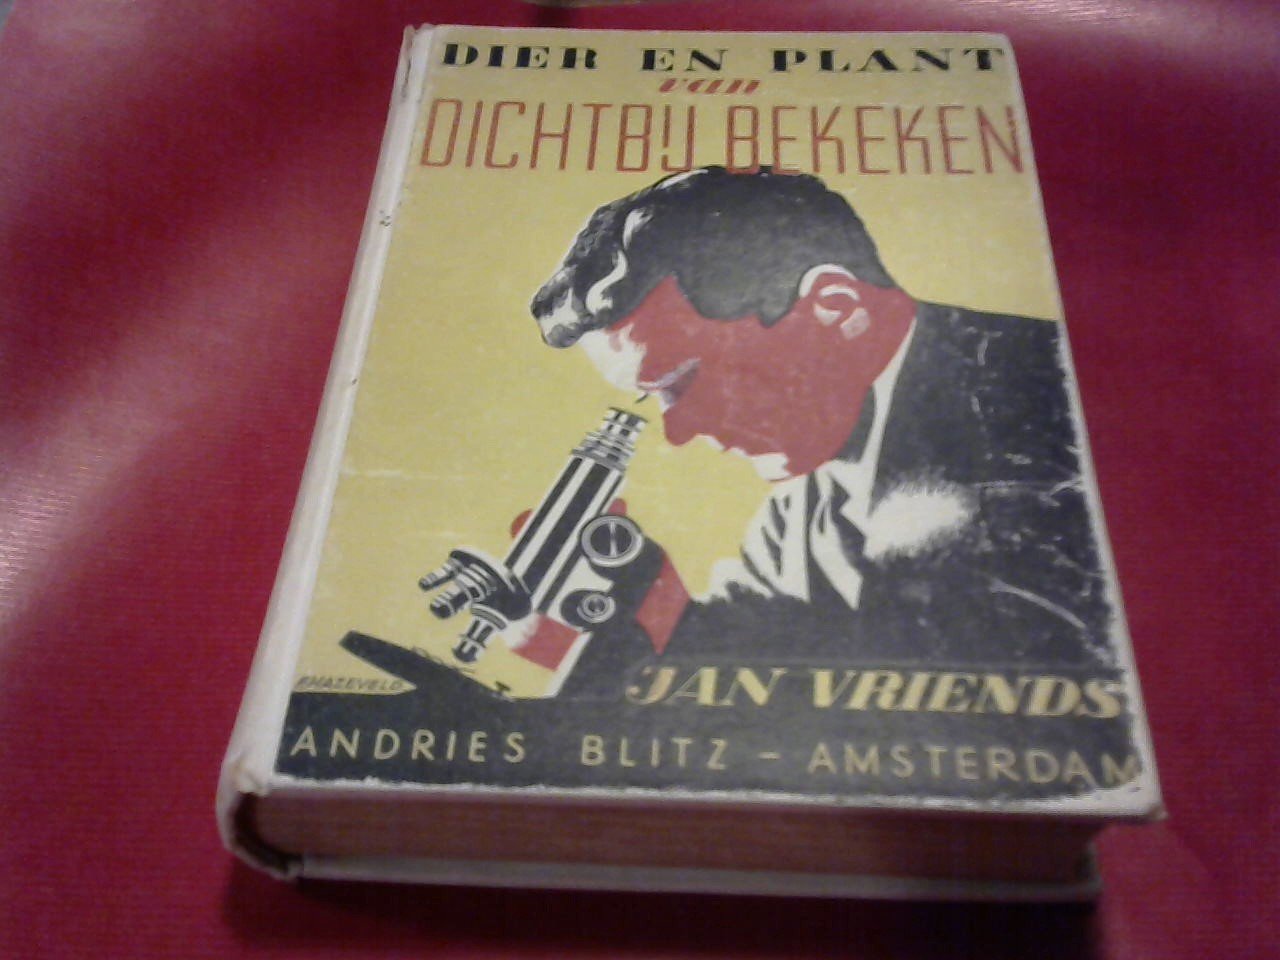 DIER EN PLANT
van
DICHTBIJ BEKEKEN
JAN VRIENDS
ANDRIES BLITZ - AMSTERDAM